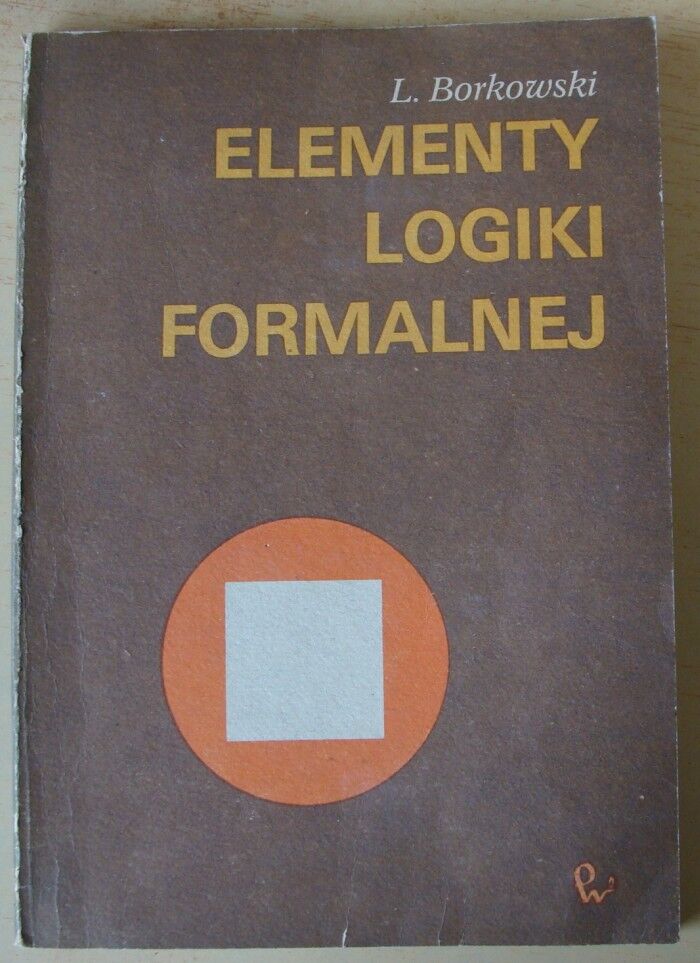 L. Borkowski
ELEMENTY
LOGIKI
FORMALNEJ